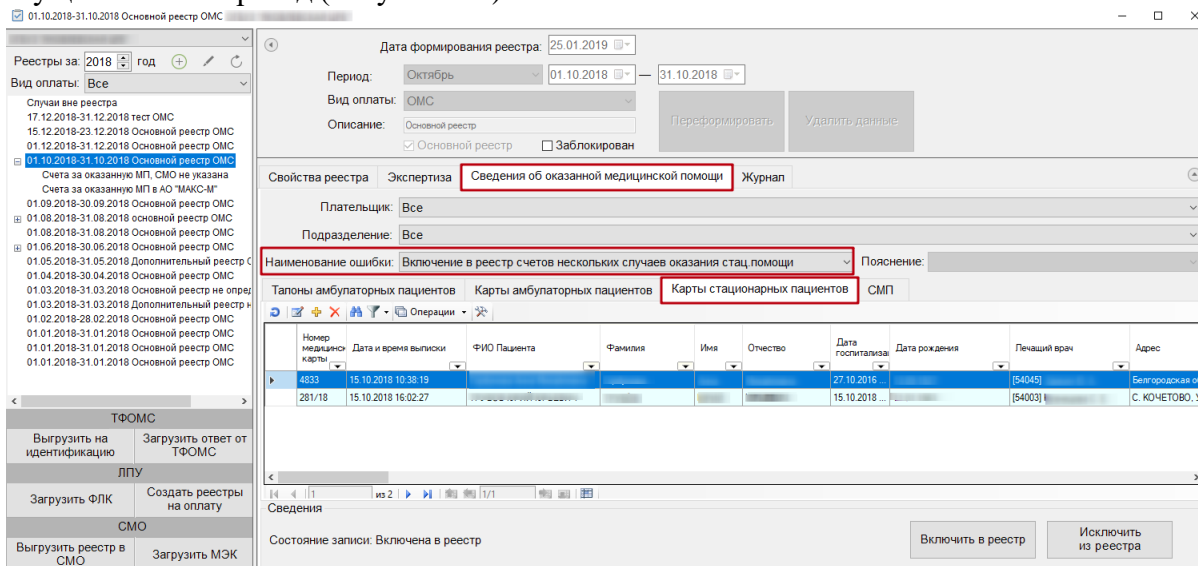 01.10.2018-31.10.2018 Основной реестр ОМС
Реестры за: 2018 год
Вид оплаты: Все
Случаи вне реестра
17.12.2018-31.12.2018 тест ОМС
15.12.2018-23.12.2018 Основной реестр ОМС
01.12.2018-31.12.2018 Основной реестр ОМС
01.10.2018-31.10.2018 Основной реестр ОМС
Счета за оказанную МП, СМО не указана
Счета за оказанную МП в АО "МАКС-М"
01.09.2018-30.09.2018 Основной реестр ОМС
01.08.2018-31.08.2018 основной реестр ОМС
01.08.2018-31.08.2018 Основной реестр ОМС
01.06.2018-30.06.2018 Основной реестр ОМС
01.05.2018-31.05.2018 Дополнительный реестр О
01.04.2018-30.04.2018 Основной реестр ОМС
01.03.2018-31.03.2018 Основной реестр не опред
01.03.2018-31.03.2018 Дополнительный реестр н
01.02.2018-28.02.2018 Основной реестр ОМС
01.01.2018-31.01.2018 Основной реестр ОМС
01.01.2018-31.01.2018 Основной реестр ОМС
01.01.2018-31.01.2018 Основной реестр ОМС
ТФОМС
Выгрузить на идентификацию
Загрузить ответ от ТФОМС
ЛПУ
Загрузить ФЛК
Создать реестры на оплату
СМО
Выгрузить реестр в СМО
Загрузить МЭК
Дата формирования реестра: 25.01.2019
Период: Октябрь 01.10.2018 — 31.10.2018
Вид оплаты: ОМС
Описание: Основной реестр
Основной реестр Заблокирован
Переформировать Удалить данные
Свойства реестра Экспертиза Сведения об оказанной медицинской помощи Журнал
Плательщик: Все
Подразделение: Все
Наименование ошибки: Включение в реестр счетов нескольких случаев оказания стац.помощи Пояснение:
Талоны амбулаторных пациентов Карты амбулаторных пациентов Карты стационарных пациентов СМП
Операции
Номер медицинск карты Дата и время выписки ФИО Пациента Фамилия Имя Отчество Дата госпитализа Дата рождения Лечащий врач Адрес
4833 15.10.2018 10:38:19 27.10.2016 ... [54045] Белгородская о
281/18 15.10.2018 16:02:27 15.10.2018 ... [54003] С. КОЧЕТОВО, У
1 из 2 1/1
Сведения
Состояние записи: Включена в реестр
Включить в реестр
Исключить из реестра